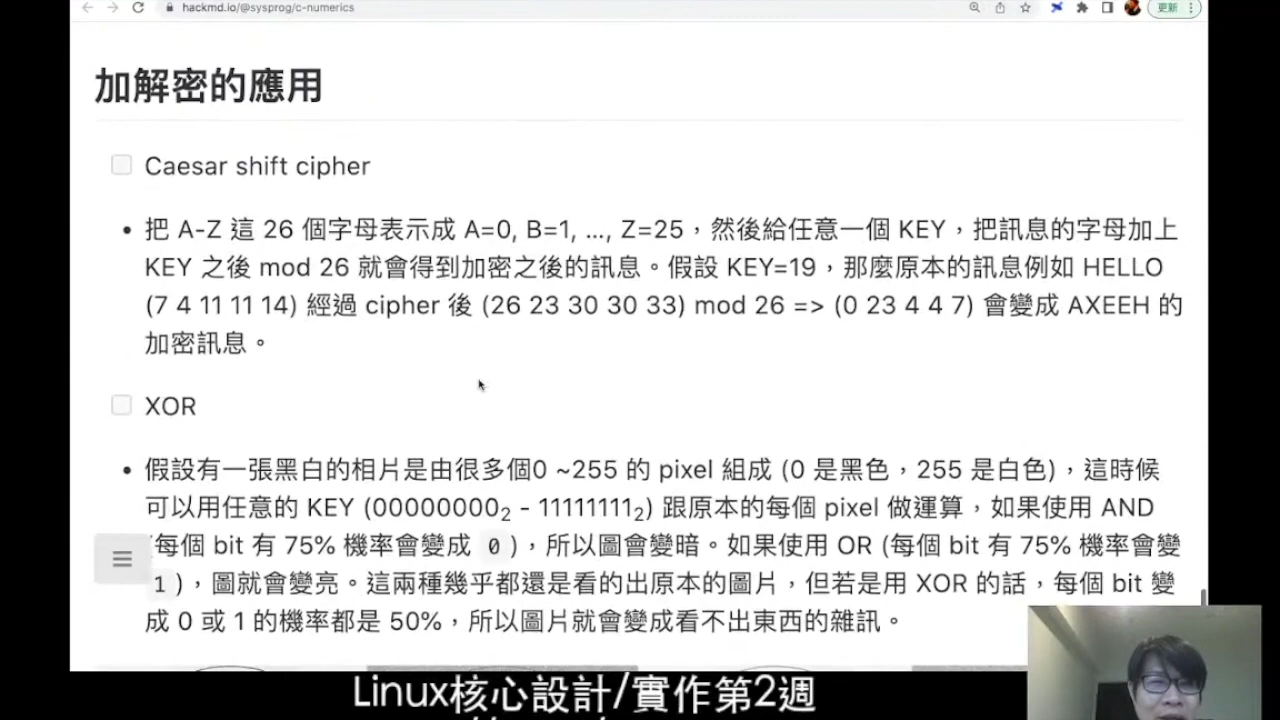 hackmd.io/@sysprog/c-numerics
更新
加解密的應用
Caesar shift cipher
• 把 A-Z 這 26 個字母表示成 A=0, B=1, ..., Z=25，然後給任意一個 KEY，把訊息的字母加上
KEY 之後 mod 26 就會得到加密之後的訊息。假設 KEY=19，那麼原本的訊息例如 HELLO
(7 4 11 11 14) 經過 cipher 後 (26 23 30 30 33) mod 26 => (0 23 4 4 7) 會變成 AXEEH 的
加密訊息。
XOR
• 假設有一張黑白的相片是由很多個0 ~255 的 pixel 組成 (0 是黑色，255 是白色)，這時候
可以用任意的 KEY (00000000₂ - 11111111₂) 跟原本的每個 pixel 做運算，如果使用 AND
(每個 bit 有 75% 機率會變成 0 )，所以圖會變暗。如果使用 OR (每個 bit 有 75% 機率會變
1 )，圖就會變亮。這兩種幾乎都還是看的出原本的圖片，但若是用 XOR 的話，每個 bit 變
成 0 或 1 的機率都是 50%，所以圖片就會變成看不出東西的雜訊。
Linux核心設計/實作第2週